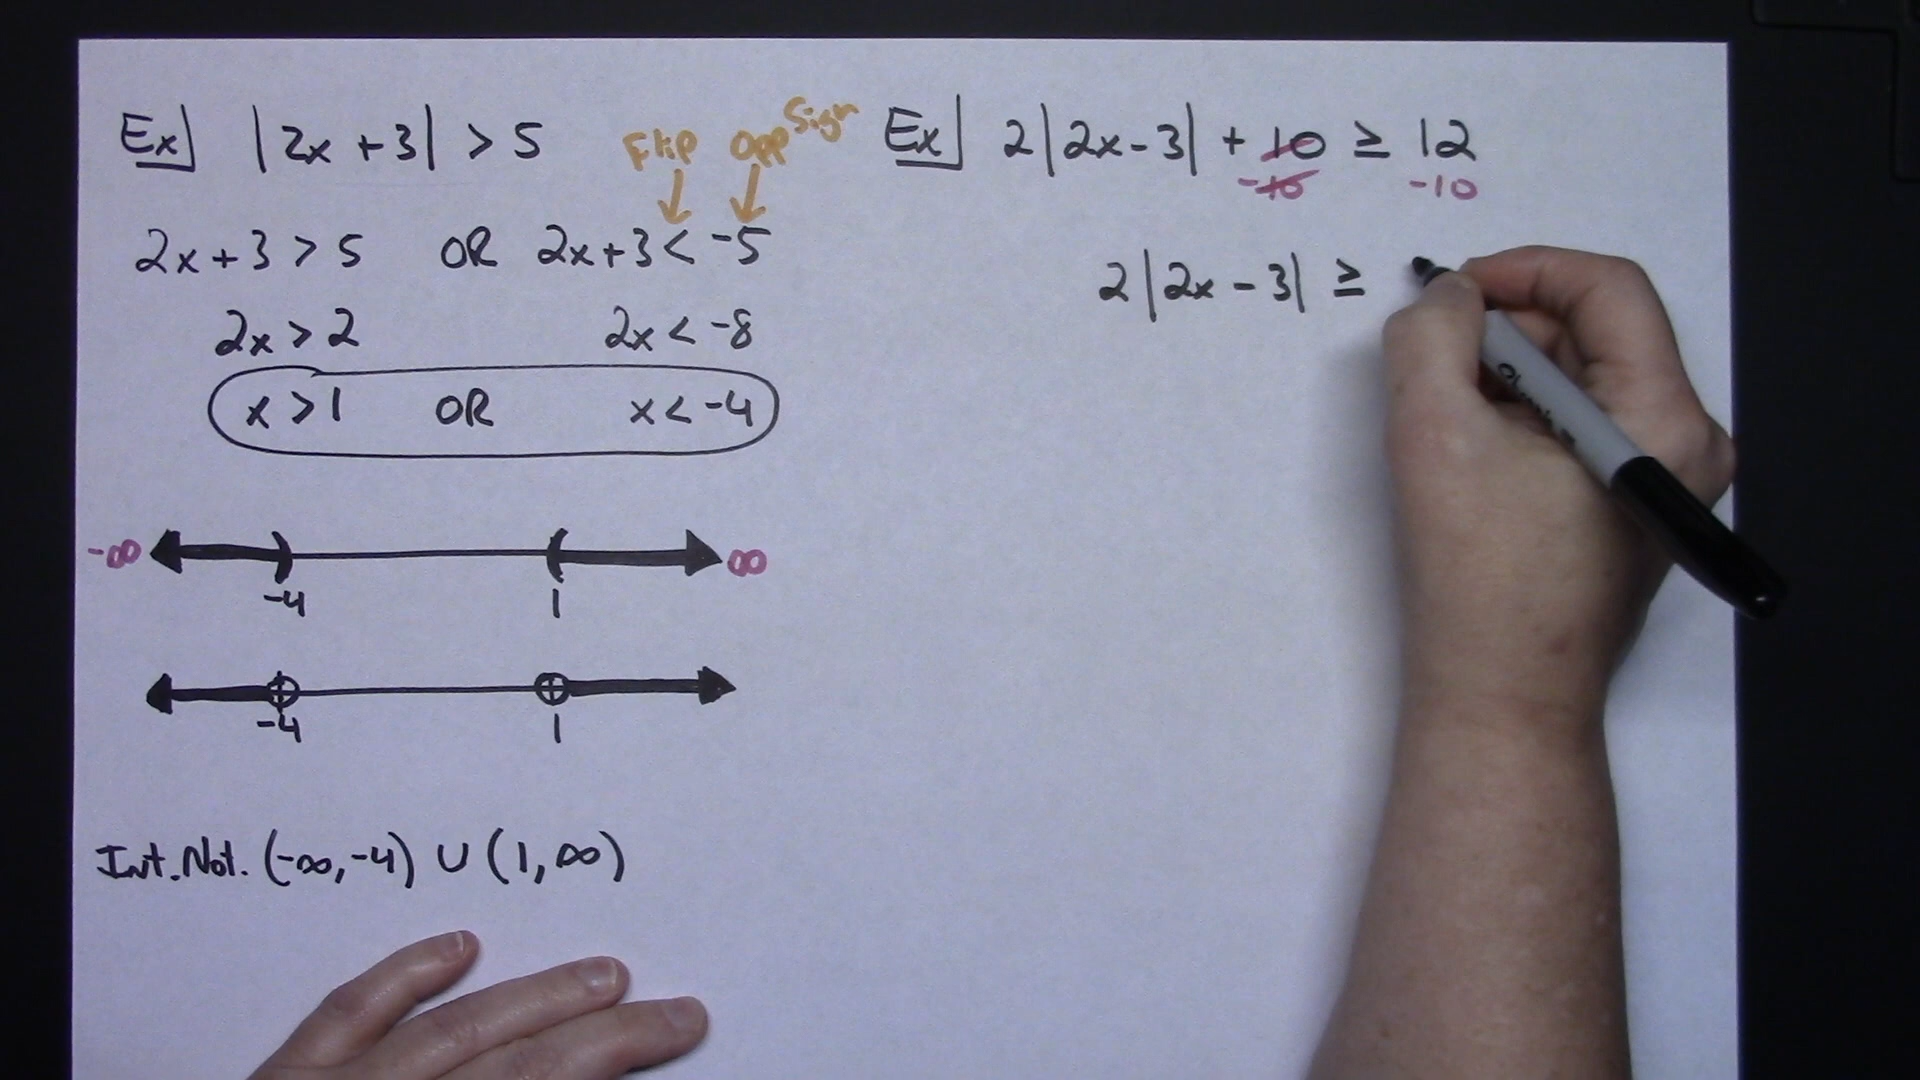 Ex| |2x + 3| > 5
Flip Opp Sign
2x + 3 > 5 OR 2x + 3 < -5
2x > 2 2x < -8
x > 1 OR x < -4
-∞ ∞
-4 1
-4 1
Int. Not. (-∞, -4) ∪ (1, ∞)
Ex| 2|2x - 3| + 10 ≥ 12
-10 -10
2|2x - 3| ≥